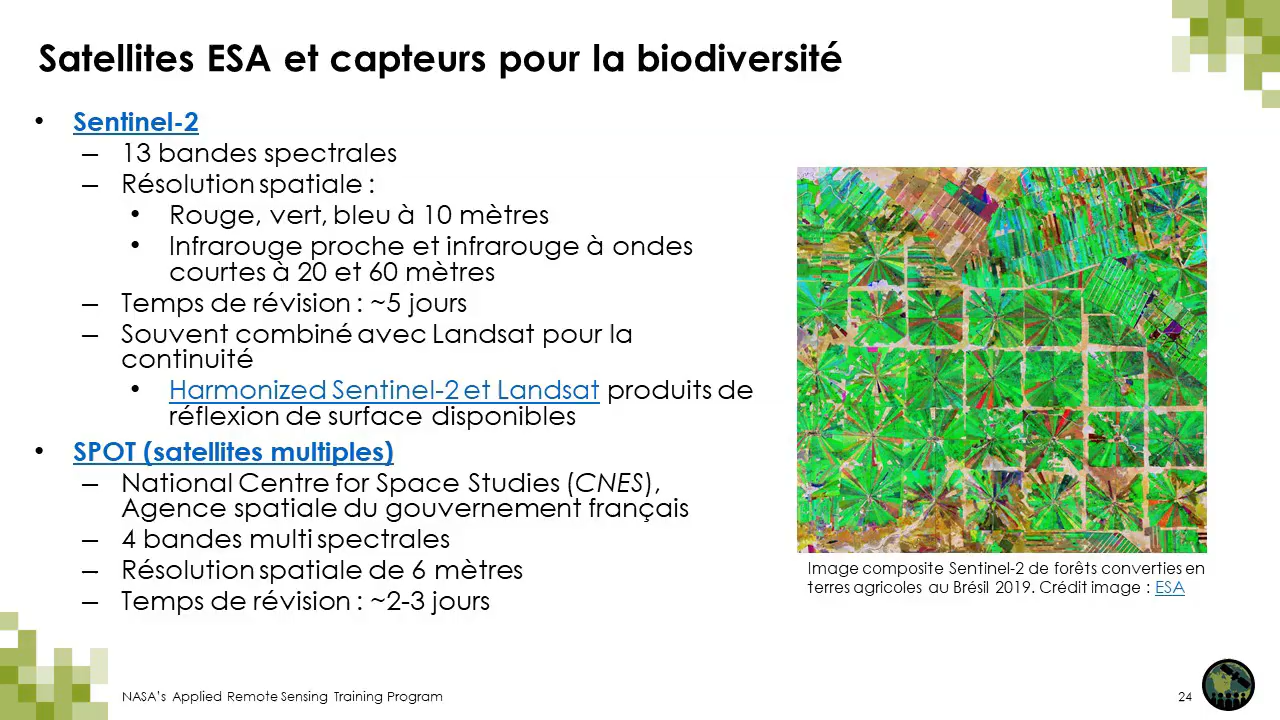 Satellites ESA et capteurs pour la biodiversité
• Sentinel-2
– 13 bandes spectrales
– Résolution spatiale :
• Rouge, vert, bleu à 10 mètres
• Infrarouge proche et infrarouge à ondes
courtes à 20 et 60 mètres
– Temps de révision : ~5 jours
– Souvent combiné avec Landsat pour la
continuité
• Harmonized Sentinel-2 et Landsat produits de
réflexion de surface disponibles
• SPOT (satellites multiples)
– National Centre for Space Studies (CNES),
Agence spatiale du gouvernement français
– 4 bandes multi spectrales
– Résolution spatiale de 6 mètres
– Temps de révision : ~2-3 jours
Image composite Sentinel-2 de forêts converties en
terres agricoles au Brésil 2019. Crédit image : ESA
NASA's Applied Remote Sensing Training Program
24